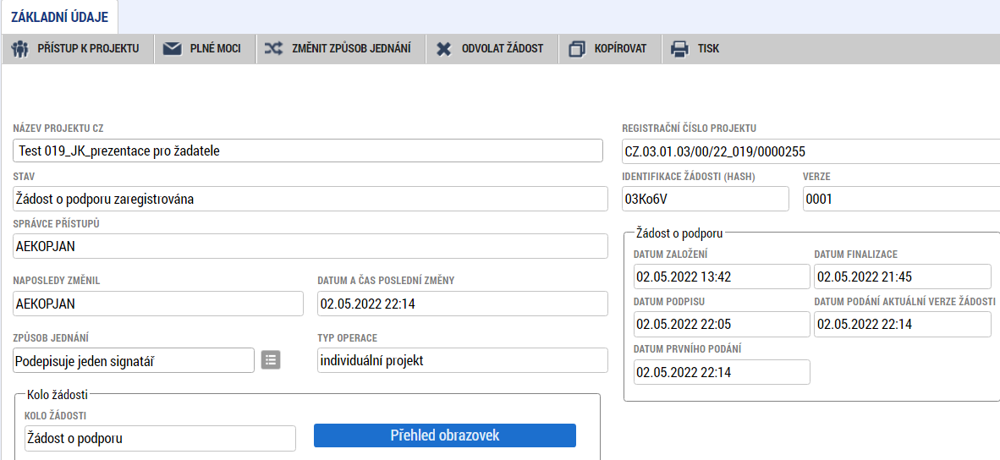 ZÁKLADNÍ ÚDAJE
PŘÍSTUP K PROJEKTU PLNÉ MOCI ZMĚNIT ZPŮSOB JEDNÁNÍ ODVOLAT ŽÁDOST KOPÍROVAT TISK
NÁZEV PROJEKTU CZ
Test 019_JK_prezentace pro žadatele
STAV
Žádost o podporu zaregistrována
SPRÁVCE PŘÍSTUPŮ
AEKOPJAN
NAPOSLEDY ZMĚNIL DATUM A ČAS POSLEDNÍ ZMĚNY
AEKOPJAN 02.05.2022 22:14
ZPŮSOB JEDNÁNÍ TYP OPERACE
Podepisuje jeden signatář individuální projekt
Kolo žádosti
KOLO ŽÁDOSTI
Žádost o podporu Přehled obrazovek
REGISTRAČNÍ ČÍSLO PROJEKTU
CZ.03.01.03/00/22_019/0000255
IDENTIFIKACE ŽÁDOSTI (HASH) VERZE
03Ko6V 0001
Žádost o podporu
DATUM ZALOŽENÍ DATUM FINALIZACE
02.05.2022 13:42 02.05.2022 21:45
DATUM PODPISU DATUM PODÁNÍ AKTUÁLNÍ VERZE ŽÁDOSTI
02.05.2022 22:05 02.05.2022 22:14
DATUM PRVNÍHO PODÁNÍ
02.05.2022 22:14